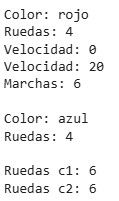 Color: rojo
Ruedas: 4
Velocidad: 0
Velocidad: 20
Marchas: 6

Color: azul
Ruedas: 4

Ruedas c1: 6
Ruedas c2: 6